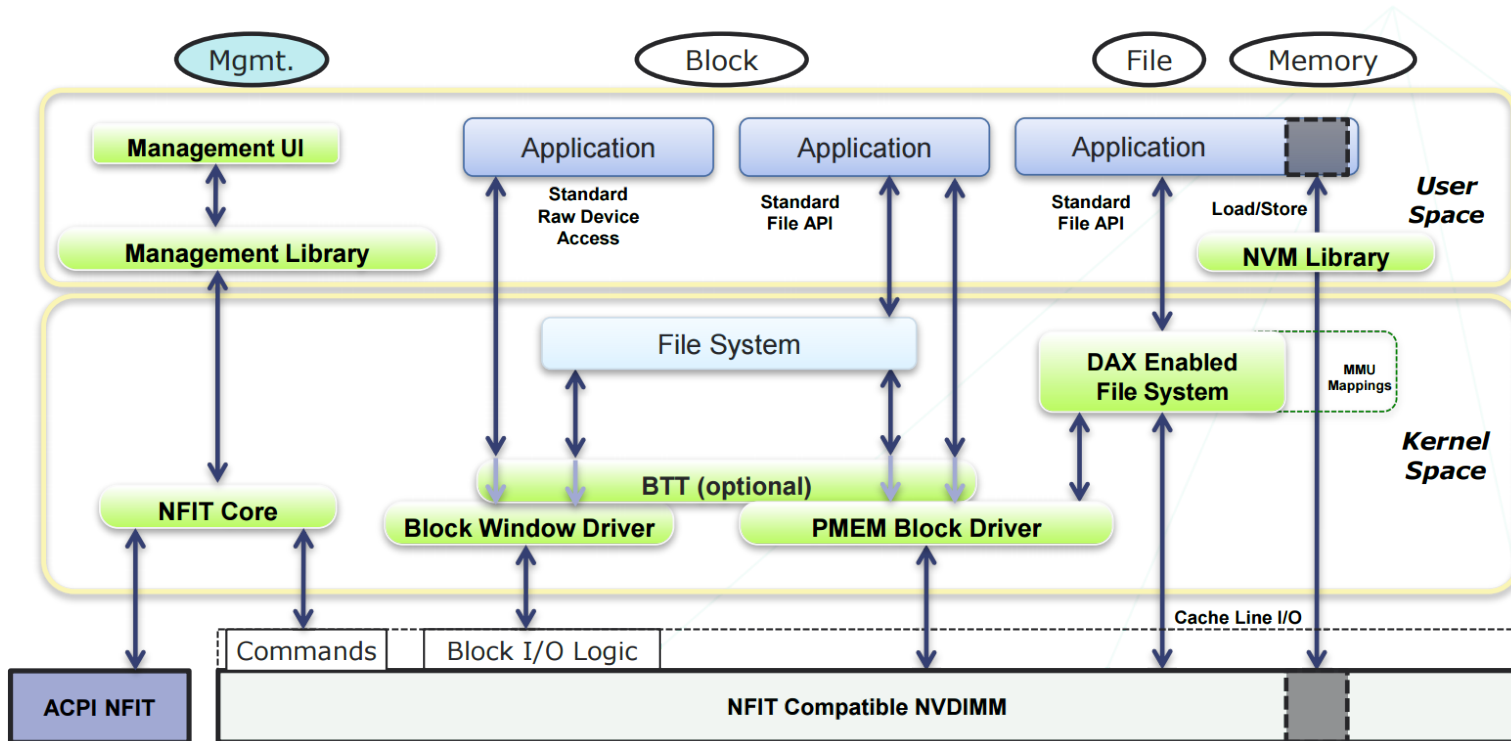 Mgmt.
Block
File
Memory
Management UI
Application
Application
Application
User
Space
Standard
Raw Device
Access
Standard
File API
Standard
File API
Load/Store
Management Library
NVM Library
File System
DAX Enabled
File System
MMU
Mappings
Kernel
Space
BTT (optional)
NFIT Core
Block Window Driver
PMEM Block Driver
Cache Line I/O
Commands
Block I/O Logic
ACPI NFIT
NFIT Compatible NVDIMM